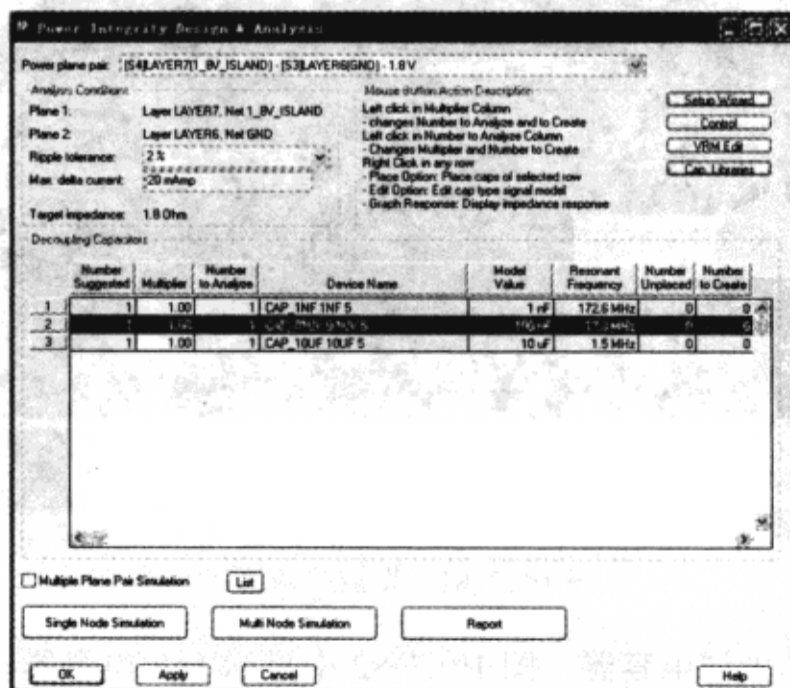 Power Integrity Design & Analysis
Power plane pair: [S4]LAYER7[1_8V_ISLAND] - [S3]LAYER6[GND] - 1.8 V
Analysis Conditions
Plane 1: Layer LAYER7, Net 1_8V_ISLAND
Plane 2: Layer LAYER6, Net GND
Ripple tolerance: 2 %
Max. delta current: 20 mAmp
Target impedance: 1.8 Ohm
Mouse Button Action Description
Left click in Multiplier Column
- changes Number to Analyze and to Create
Left click in Number to Analyze Column
- Changes Multiplier and Number to Create
Right Click in any row
- Place Option: Place caps of selected row
- Edit Option: Edit cap type signal model
- Graph Response: Display impedance response
Setup Wizard
Control
VRM Edit
Cap. Libraries
Decoupling Capacitors
Number Suggested Multiplier Number to Analyze Device Name Model Value Resonant Frequency Number Unplaced Number to Create
1 1 1.00 1 CAP_1NF 1NF 5 1 nF 172.6 MHz 0 0
2 1 1 0
3 1 1.00 1 CAP_10UF 10UF 5 10 uF 1.5 MHz 0 0
Multiple Plane Pair Simulation List
Single Node Simulation Multi Node Simulation Report
OK Apply Cancel Help